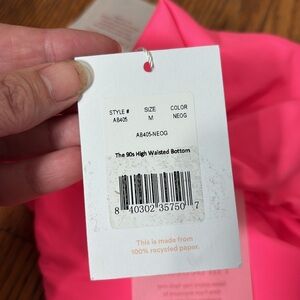 STYLE # SIZE COLOR
A8405 M NEOG
A8405-NEOG
The 90s High Waisted Bottom
8 40302 35750 7
This is made from
100% recycled paper.